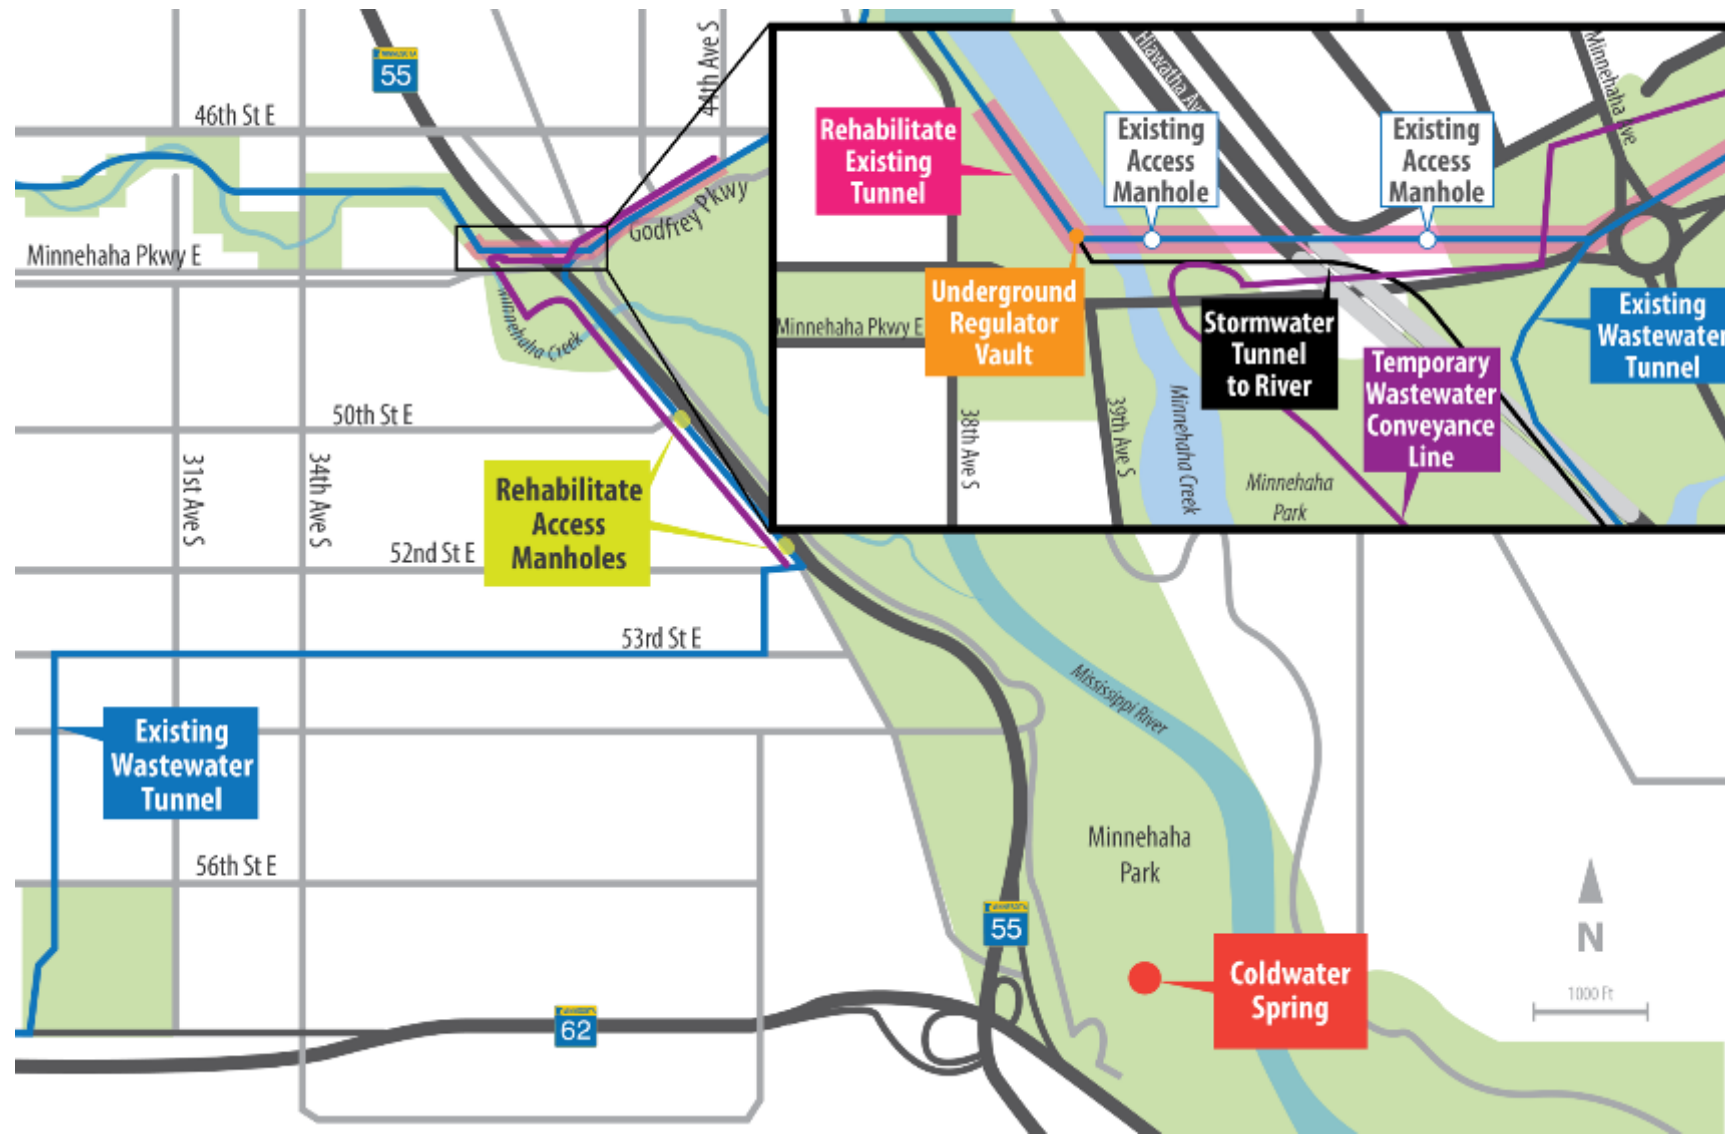 MINNESOTA
55
46th St E
44th Ave S
Godfrey Pkwy
Minnehaha Pkwy E
Minnehaha Creek
50th St E
31st Ave S
34th Ave S
Rehabilitate
Access
Manholes
52nd St E
53rd St E
Existing
Wastewater
Tunnel
56th St E
62
55
Mississippi River
Minnehaha
Park
Coldwater
Spring
N
1000 Ft
Hiawatha Av
Minnehaha Ave
Rehabilitate
Existing
Tunnel
Existing
Access
Manhole
Existing
Access
Manhole
Underground
Regulator
Vault
Minnehaha Pkwy E
Stormwater
Tunnel
to River
Temporary
Wastewater
Conveyance
Line
Existing
Wastewater
Tunnel
38th Ave S
39th Ave S
Minnehaha Creek
Minnehaha
Park